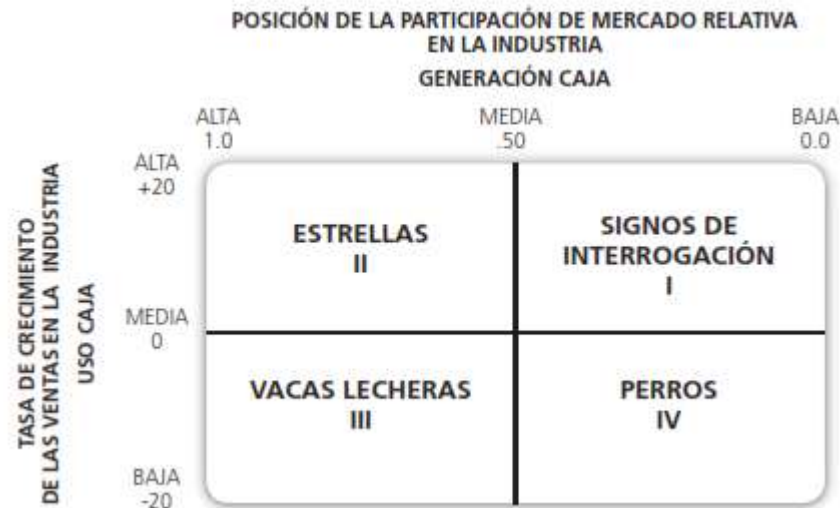 POSICIÓN DE LA PARTICIPACIÓN DE MERCADO RELATIVA
EN LA INDUSTRIA
GENERACIÓN CAJA
ALTA
1.0
MEDIA
.50
BAJA
0.0
TASA DE CRECIMIENTO
DE LAS VENTAS EN LA INDUSTRIA
USO CAJA
ALTA
+20
MEDIA
0
BAJA
-20
ESTRELLAS
II
SIGNOS DE
INTERROGACIÓN
I
VACAS LECHERAS
III
PERROS
IV